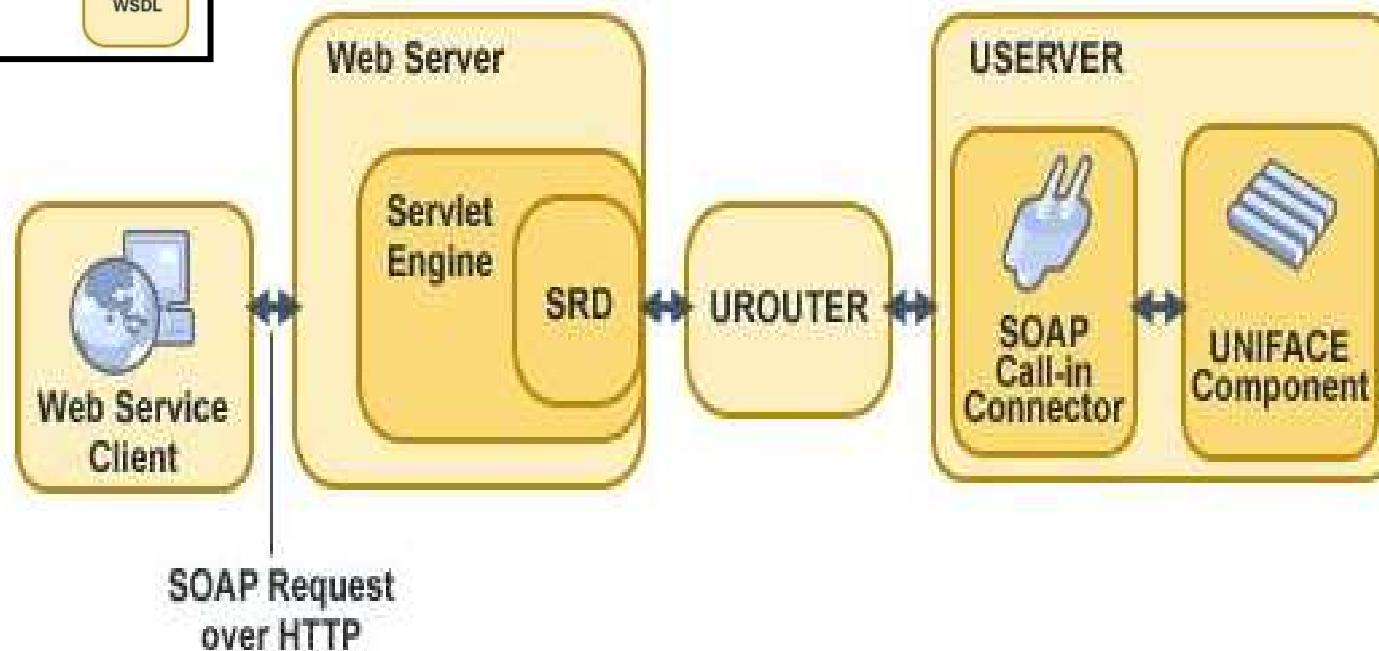 WSDL
Web Server
USERVER
Servlet
Engine
SRD
UROUTER
SOAP
Call-in
Connector
UNIFACE
Component
Web Service
Client
SOAP Request
over HTTP